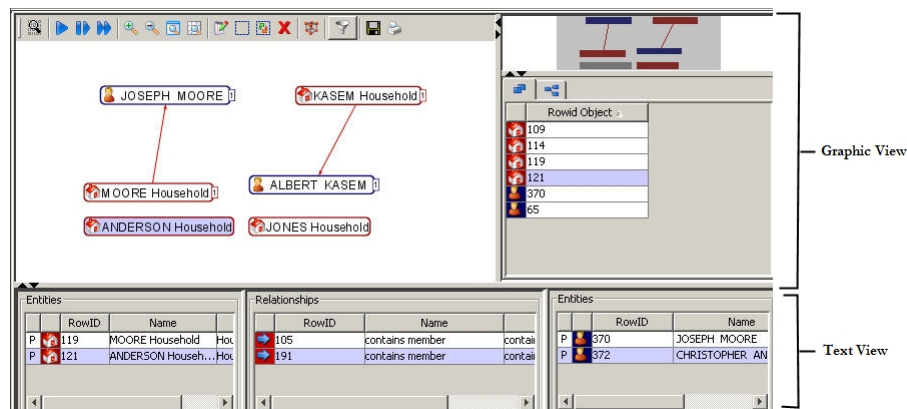 JOSEPH MOORE 1
KASEM Household 1
MOORE Household 1
ALBERT KASEM 1
ANDERSON Household
JONES Household
Rowid Object
109
114
119
121
370
65
Graphic View
Entities
RowID Name
P 119 MOORE Household Hou
P 121 ANDERSON Househ... Hou
Relationships
RowID Name
105 contains member contai
191 contains member contai
Entities
RowID Name
P 370 JOSEPH MOORE
P 372 CHRISTOPHER AN
Text View